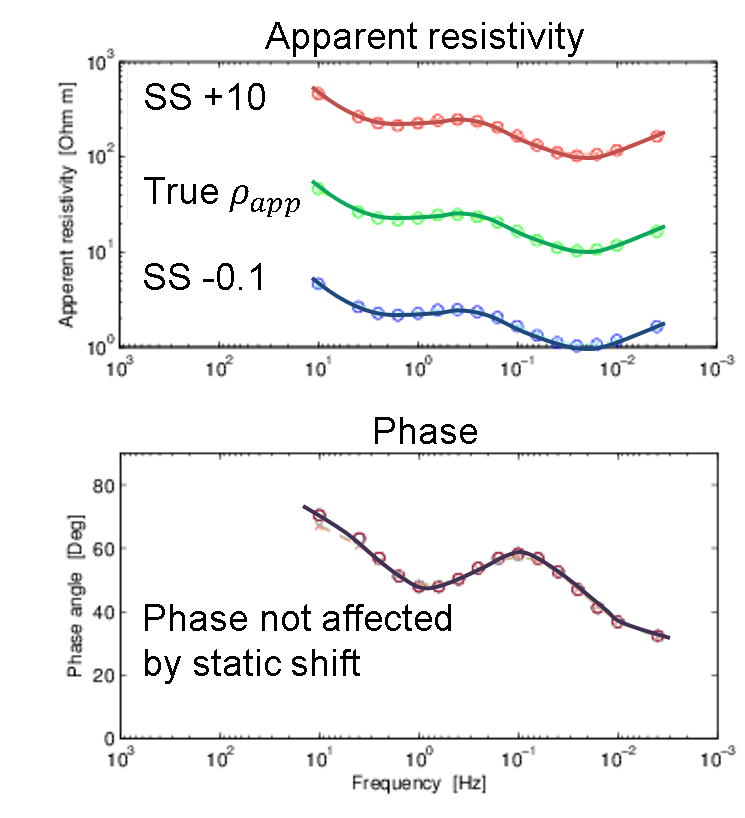 Apparent resistivity
10³
10²
10¹
10⁰
Apperent resistivity [Ohm m]
SS +10
True ρₐₚₚ
SS -0.1
10³ 10² 10¹ 10⁰ 10⁻¹ 10⁻² 10⁻³
Phase
80
60
40
20
0
Phase angle [Deg]
Phase not affected
by static shift
10³ 10² 10¹ 10⁰ 10⁻¹ 10⁻² 10⁻³
Frequency [Hz]